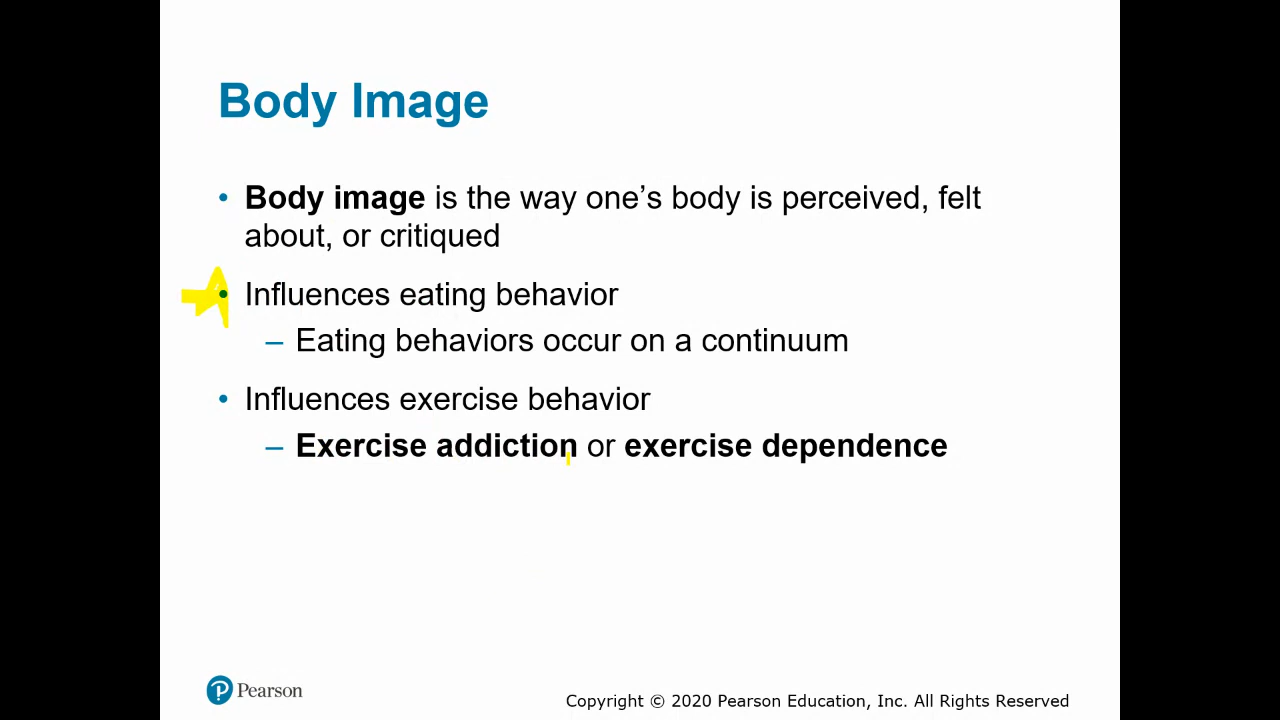 Body Image
• Body image is the way one’s body is perceived, felt
about, or critiqued
• Influences eating behavior
– Eating behaviors occur on a continuum
• Influences exercise behavior
– Exercise addiction or exercise dependence
P Pearson
Copyright © 2020 Pearson Education, Inc. All Rights Reserved